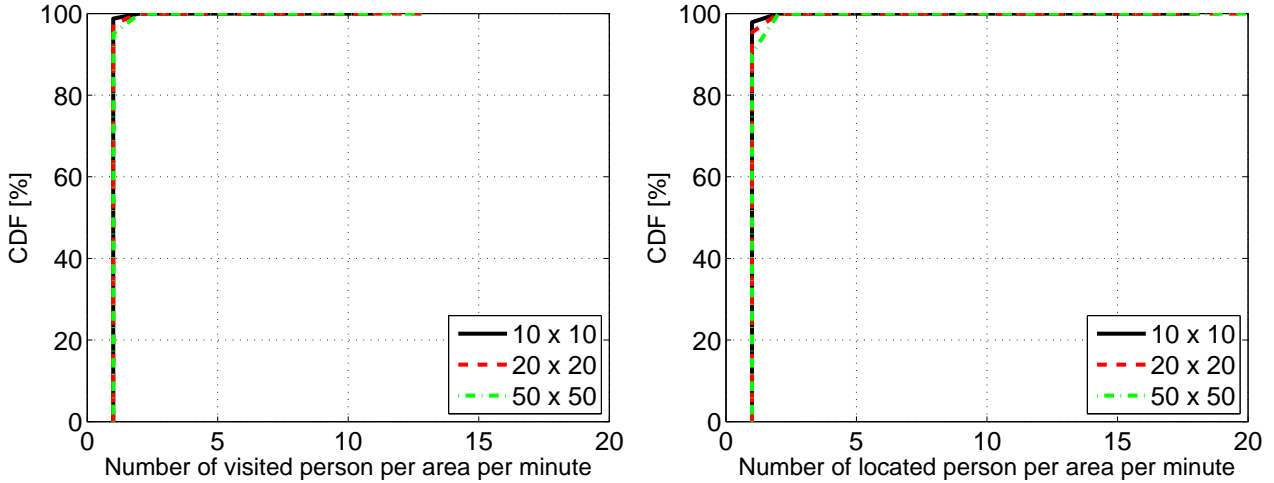 100
80
60
40
20
0
CDF [%]
0 5 10 15 20
Number of visited person per area per minute
10 x 10
20 x 20
50 x 50
100
80
60
40
20
0
CDF [%]
0 5 10 15 20
Number of located person per area per minute
10 x 10
20 x 20
50 x 50